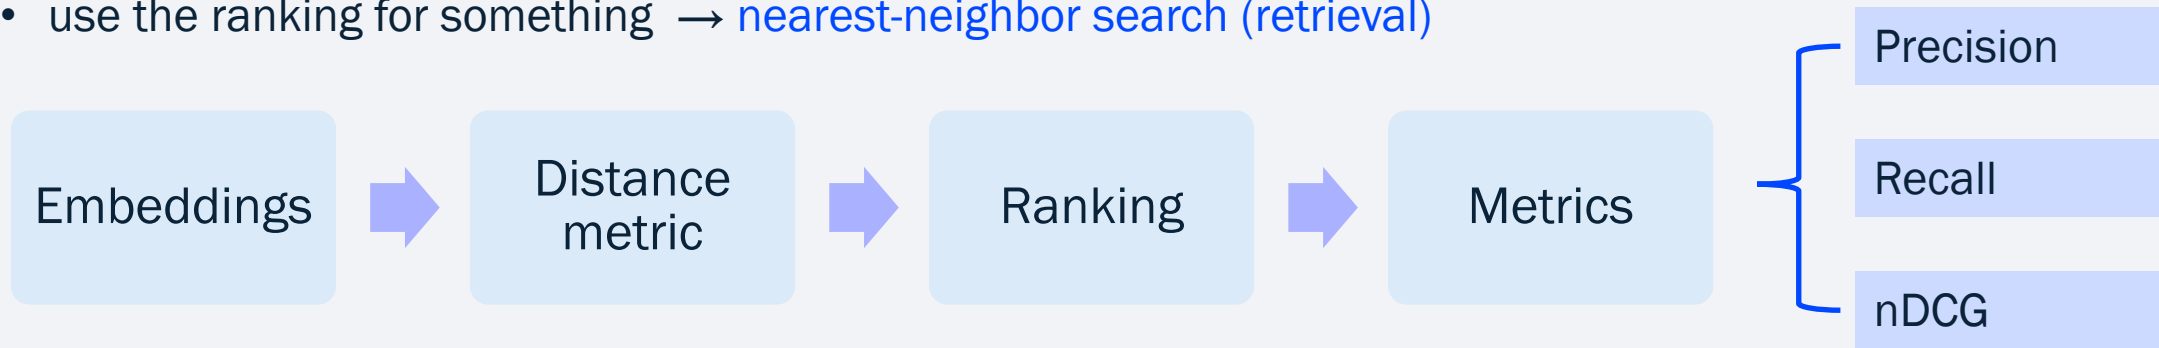 • use the ranking for something → nearest-neighbor search (retrieval)
Embeddings
Distance
metric
Ranking
Metrics
Precision
Recall
nDCG